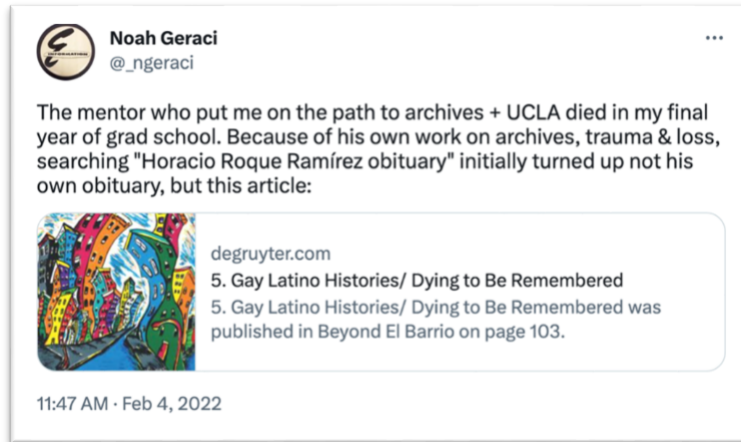 Noah Geraci
@_ngeraci
The mentor who put me on the path to archives + UCLA died in my final
year of grad school. Because of his own work on archives, trauma & loss,
searching "Horacio Roque Ramírez obituary" initially turned up not his
own obituary, but this article:
degruyter.com
5. Gay Latino Histories/ Dying to Be Remembered
5. Gay Latino Histories/ Dying to Be Remembered was
published in Beyond El Barrio on page 103.
11:47 AM · Feb 4, 2022